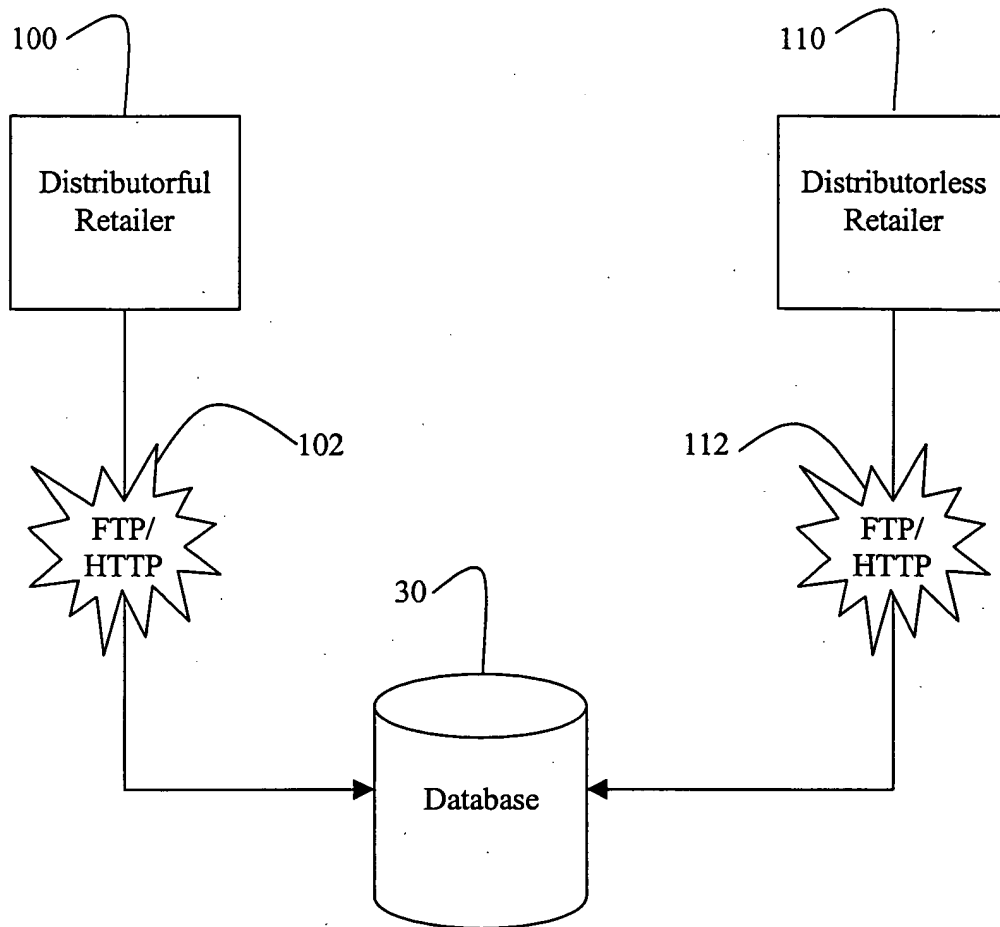 100
110
Distributorful
Retailer
Distributorless
Retailer
102
112
FTP/
HTTP
FTP/
HTTP
30
Database